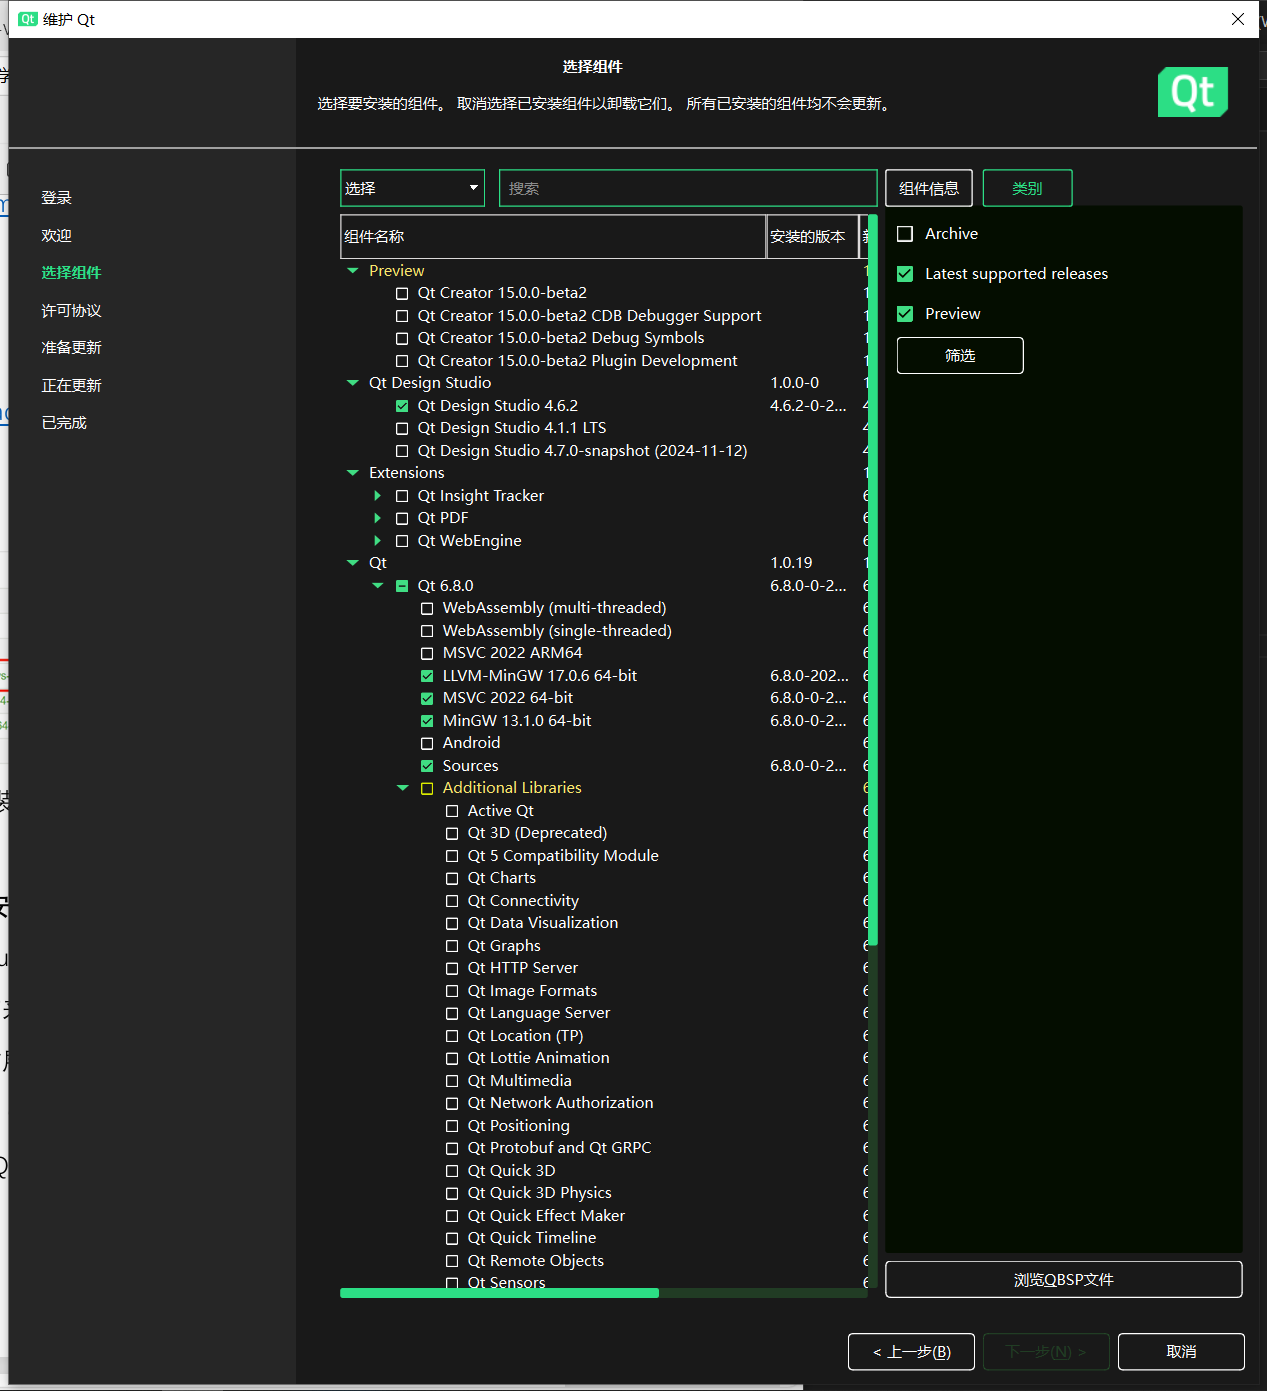 Qt 维护 Qt
选择组件
选择要安装的组件。 取消选择已安装组件以卸载它们。 所有已安装的组件均不会更新。
Qt
登录
欢迎
选择组件
许可协议
准备更新
正在更新
已完成
选择
搜索
组件信息
类别
组件名称 安装的版本
Preview
Qt Creator 15.0.0-beta2
Qt Creator 15.0.0-beta2 CDB Debugger Support
Qt Creator 15.0.0-beta2 Debug Symbols
Qt Creator 15.0.0-beta2 Plugin Development
Qt Design Studio 1.0.0-0
Qt Design Studio 4.6.2 4.6.2-0-2...
Qt Design Studio 4.1.1 LTS
Qt Design Studio 4.7.0-snapshot (2024-11-12)
Extensions
Qt Insight Tracker
Qt PDF
Qt WebEngine
Qt 1.0.19
Qt 6.8.0 6.8.0-0-2...
WebAssembly (multi-threaded)
WebAssembly (single-threaded)
MSVC 2022 ARM64
LLVM-MinGW 17.0.6 64-bit 6.8.0-202...
MSVC 2022 64-bit 6.8.0-0-2...
MinGW 13.1.0 64-bit 6.8.0-0-2...
Android
Sources 6.8.0-0-2...
Additional Libraries
Active Qt
Qt 3D (Deprecated)
Qt 5 Compatibility Module
Qt Charts
Qt Connectivity
Qt Data Visualization
Qt Graphs
Qt HTTP Server
Qt Image Formats
Qt Language Server
Qt Location (TP)
Qt Lottie Animation
Qt Multimedia
Qt Network Authorization
Qt Positioning
Qt Protobuf and Qt GRPC
Qt Quick 3D
Qt Quick 3D Physics
Qt Quick Effect Maker
Qt Quick Timeline
Qt Remote Objects
Qt Sensors
Archive
Latest supported releases
Preview
筛选
浏览QBSP文件
< 上一步(B)
下一步(N) >
取消